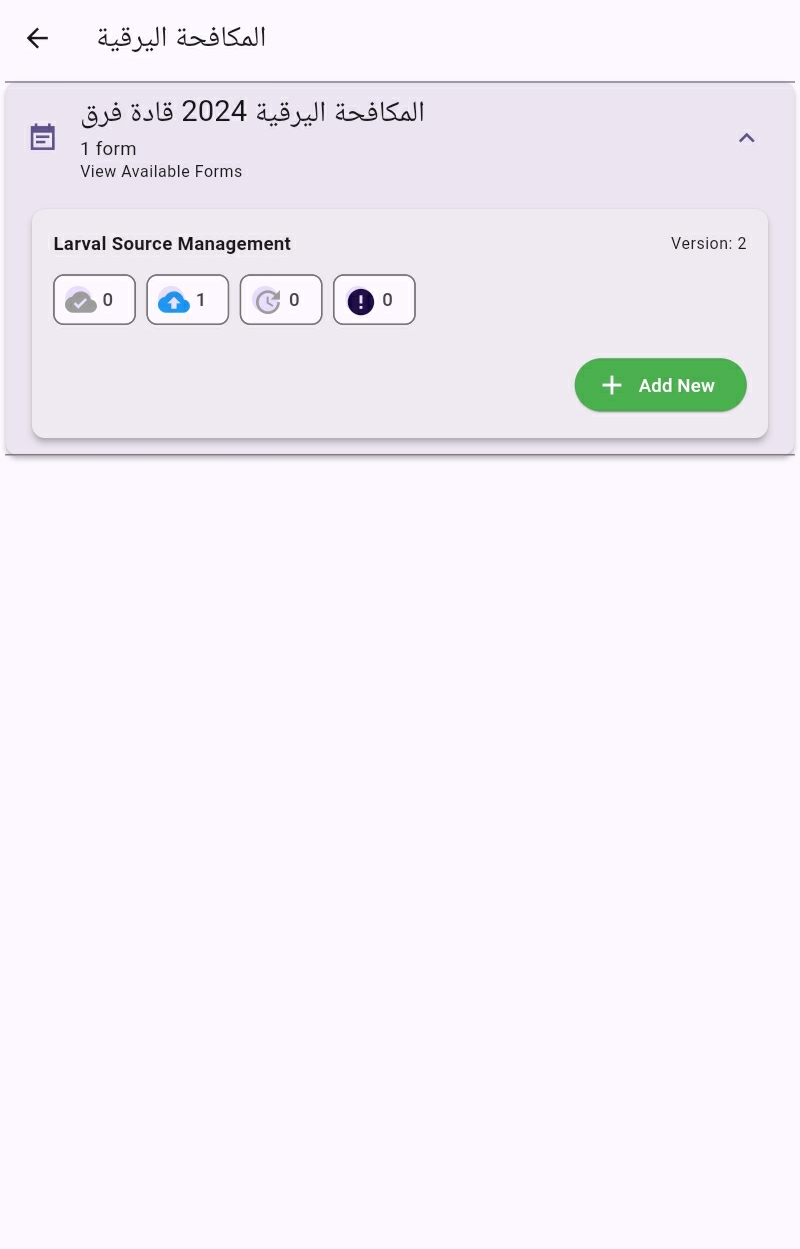 المكافحة اليرقية
المكافحة اليرقية 2024 قادة فرق
1 form
View Available Forms
Larval Source Management
Version: 2
0
1
0
0
Add New